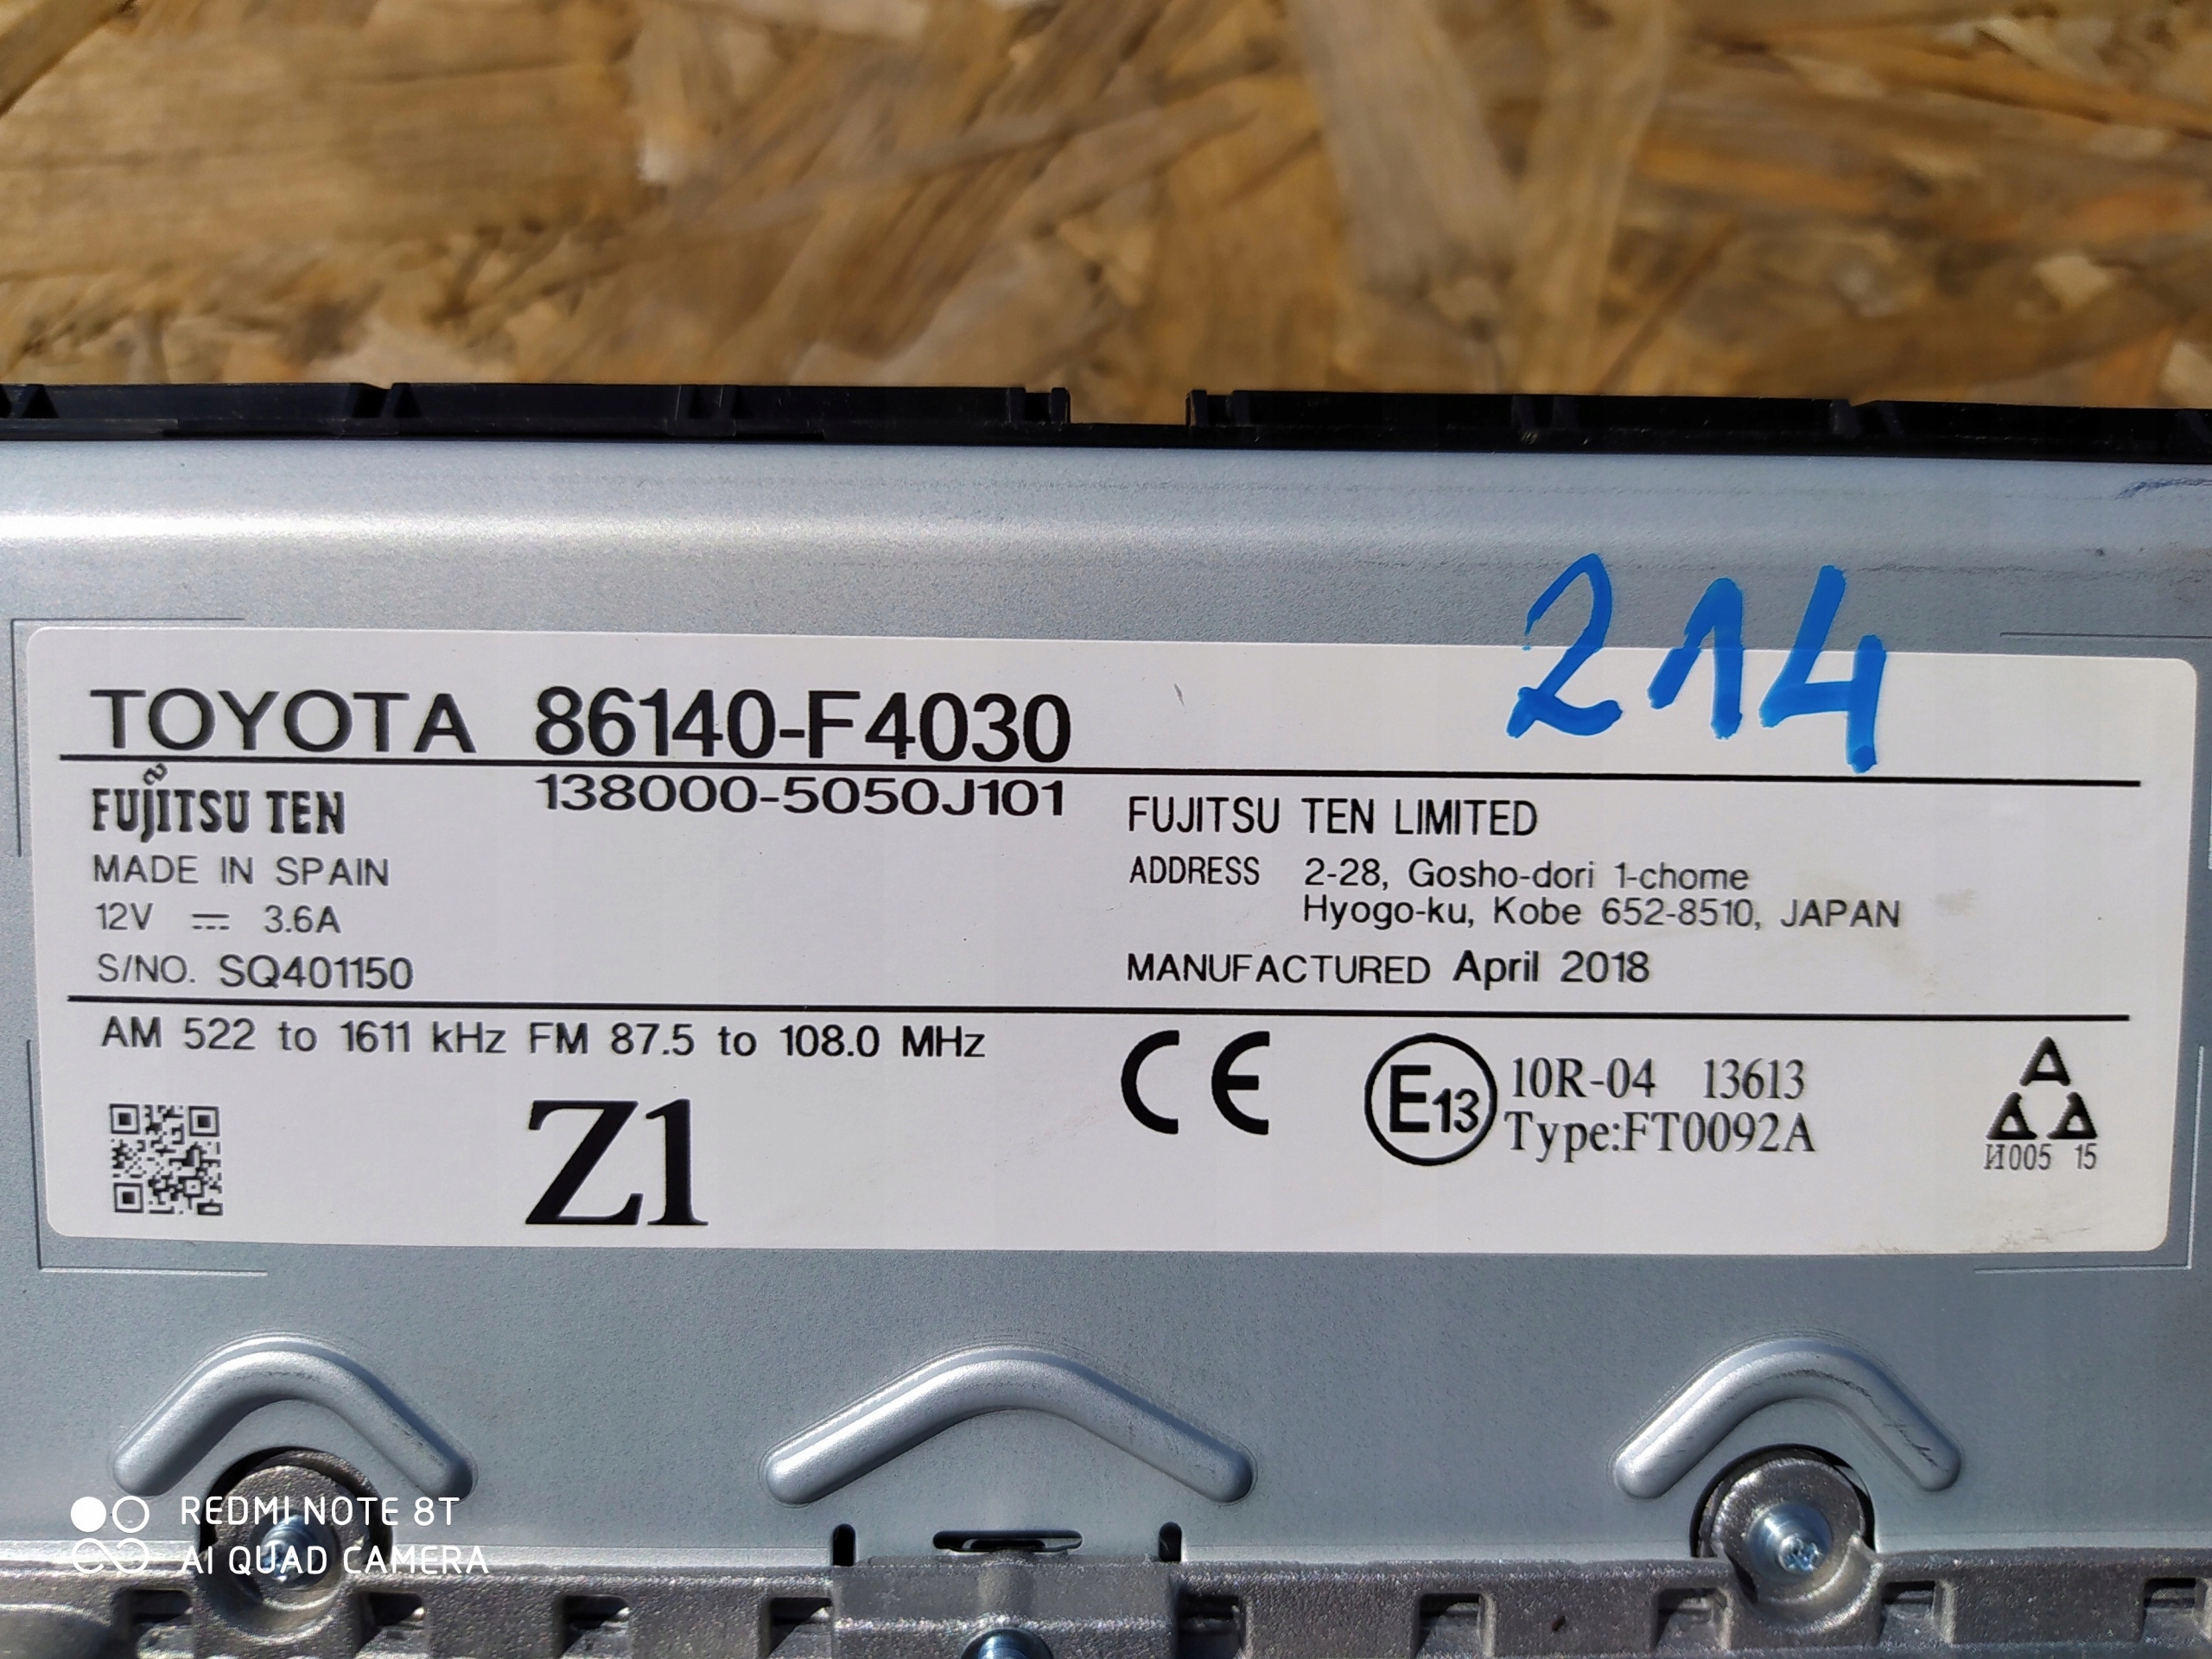 214
TOYOTA 86140-F4030
FUJITSU TEN 138000-5050J101
MADE IN SPAIN
12V ⎓ 3.6A
S/NO. SQ401150
FUJITSU TEN LIMITED
ADDRESS 2-28, Gosho-dori 1-chome
Hyogo-ku, Kobe 652-8510, JAPAN
MANUFACTURED April 2018
AM 522 to 1611 kHz FM 87.5 to 108.0 MHz
Z1
CE
E13
10R-04 13613
Type:FT0092A
И005 15
REDMI NOTE 8T
AI QUAD CAMERA